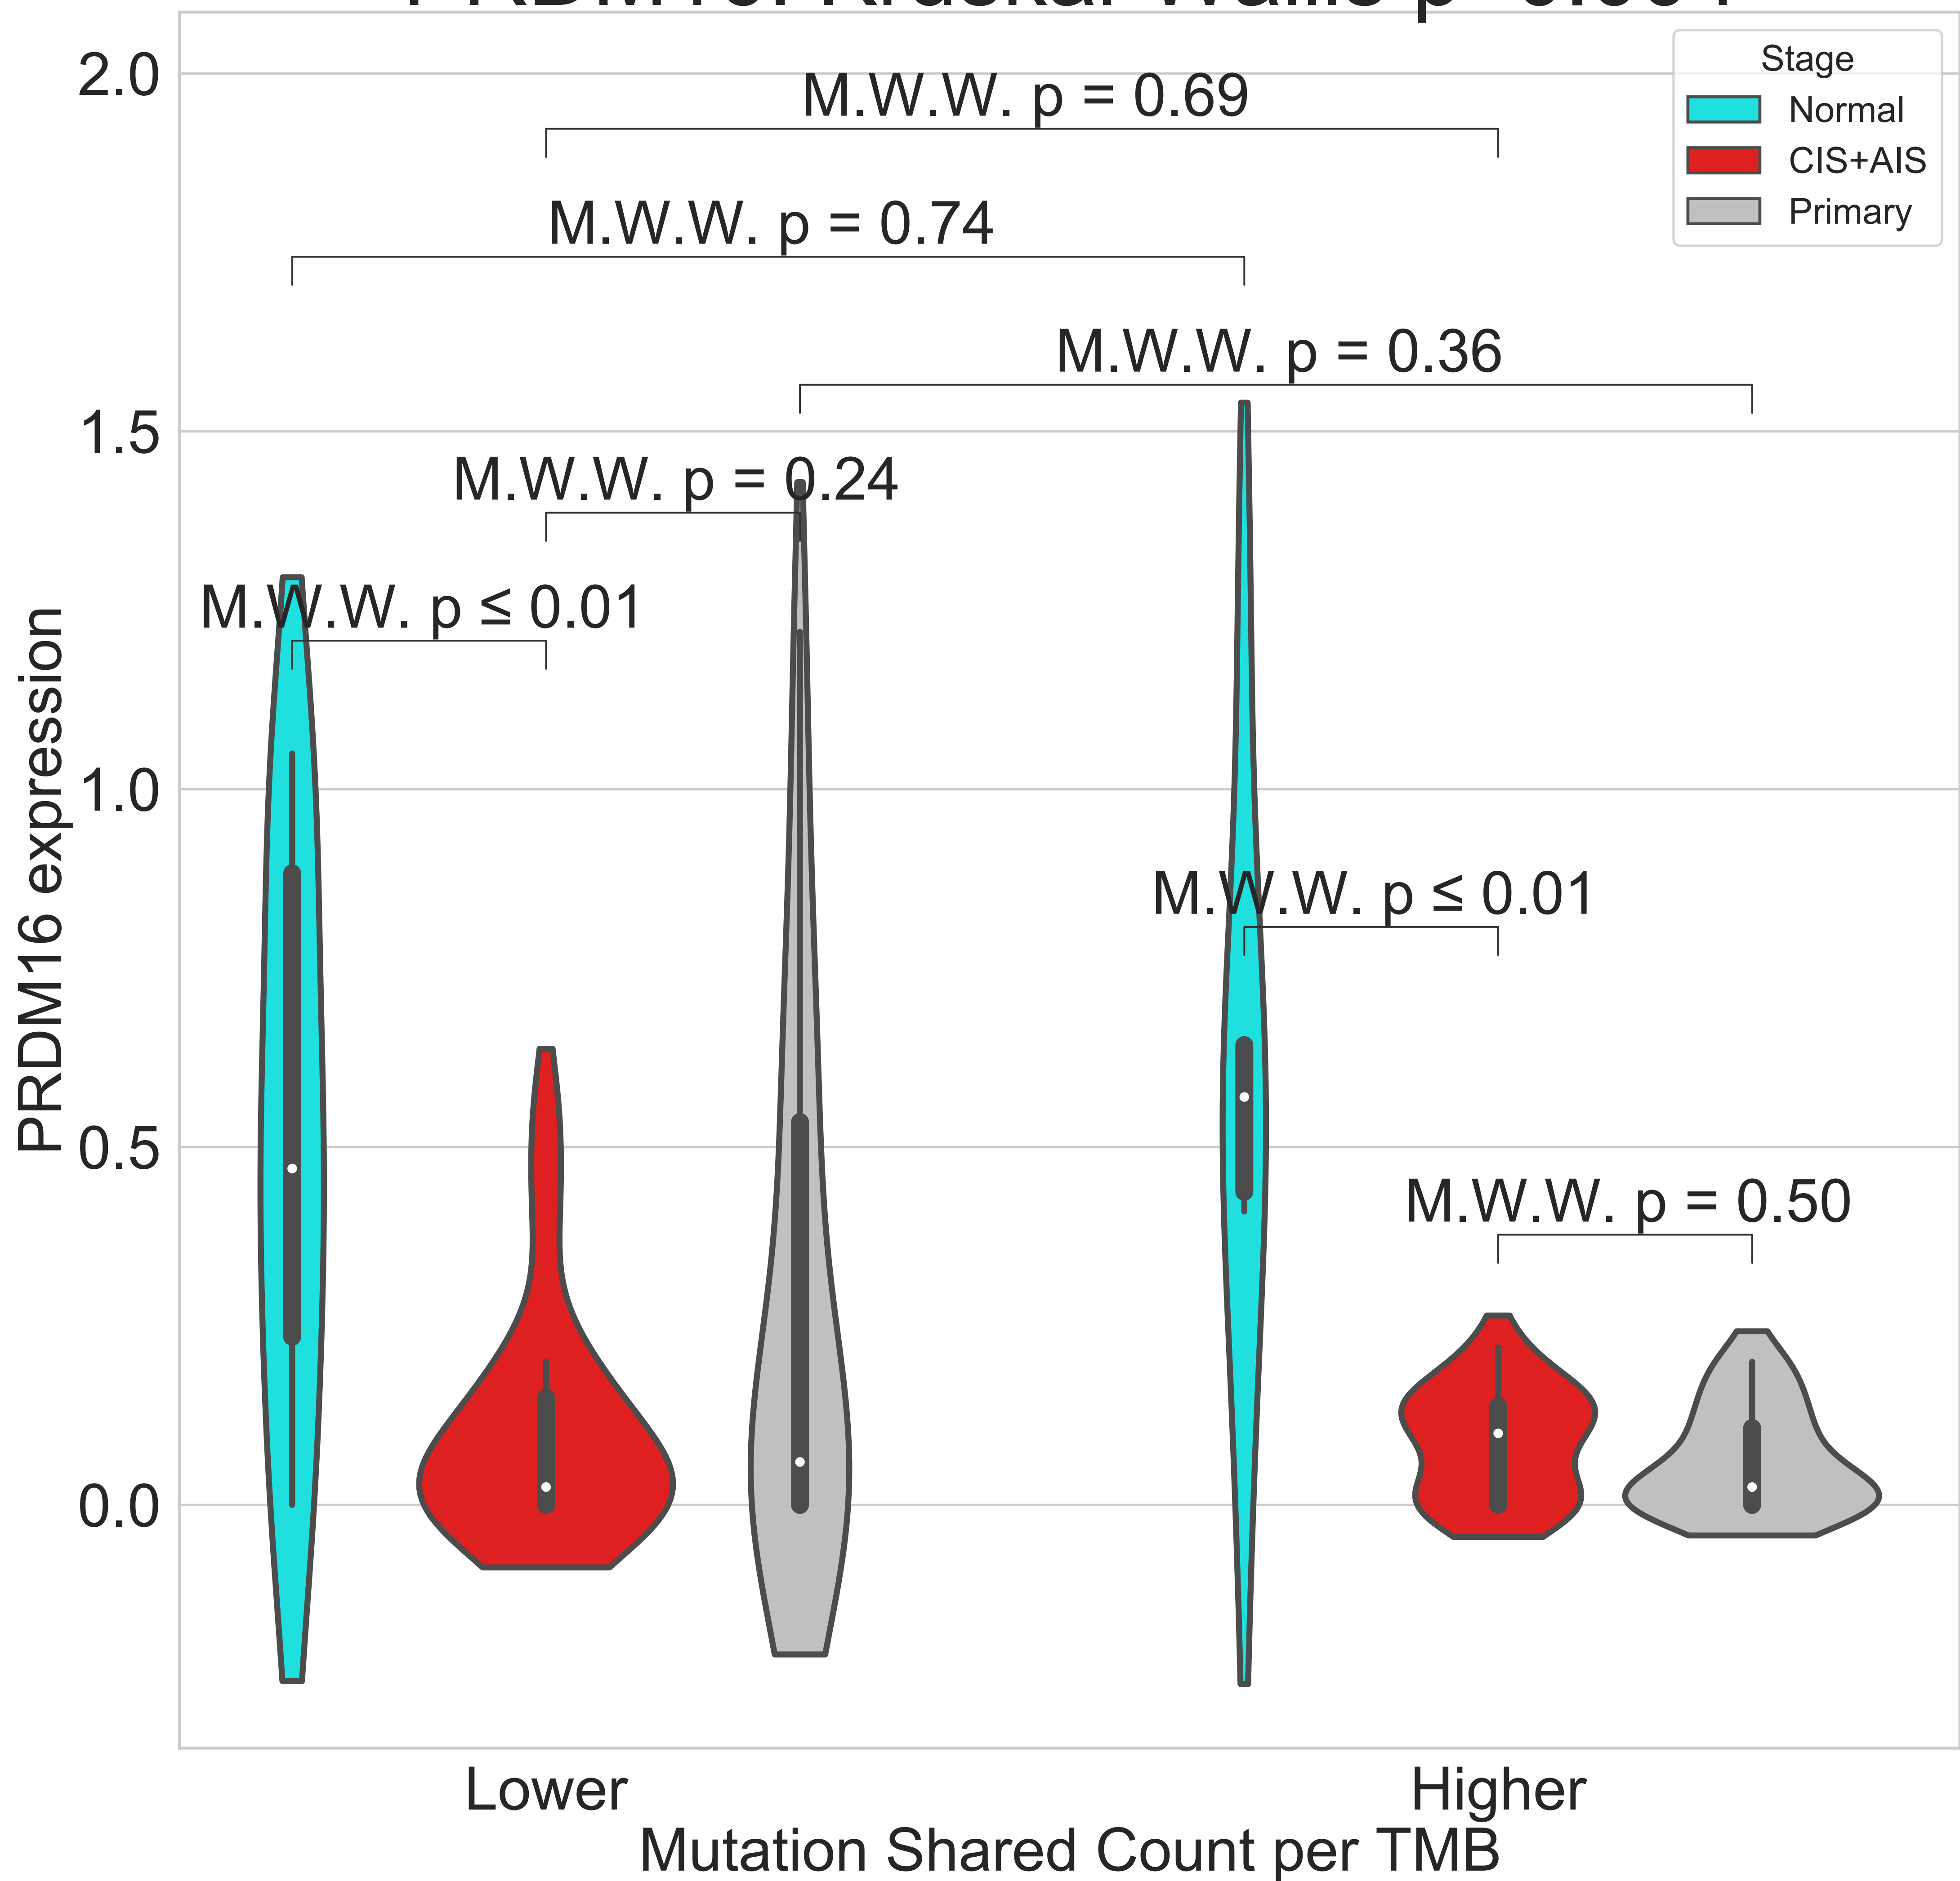 2.0
1.5
1.0
0.5
0.0
PRDM16 expression
M.W.W. p = 0.69
M.W.W. p = 0.74
M.W.W. p = 0.36
M.W.W. p = 0.24
M.W.W. p ≤ 0.01
M.W.W. p ≤ 0.01
M.W.W. p = 0.50
Stage
Normal
CIS+AIS
Primary
Lower
Higher
Mutation Shared Count per TMB